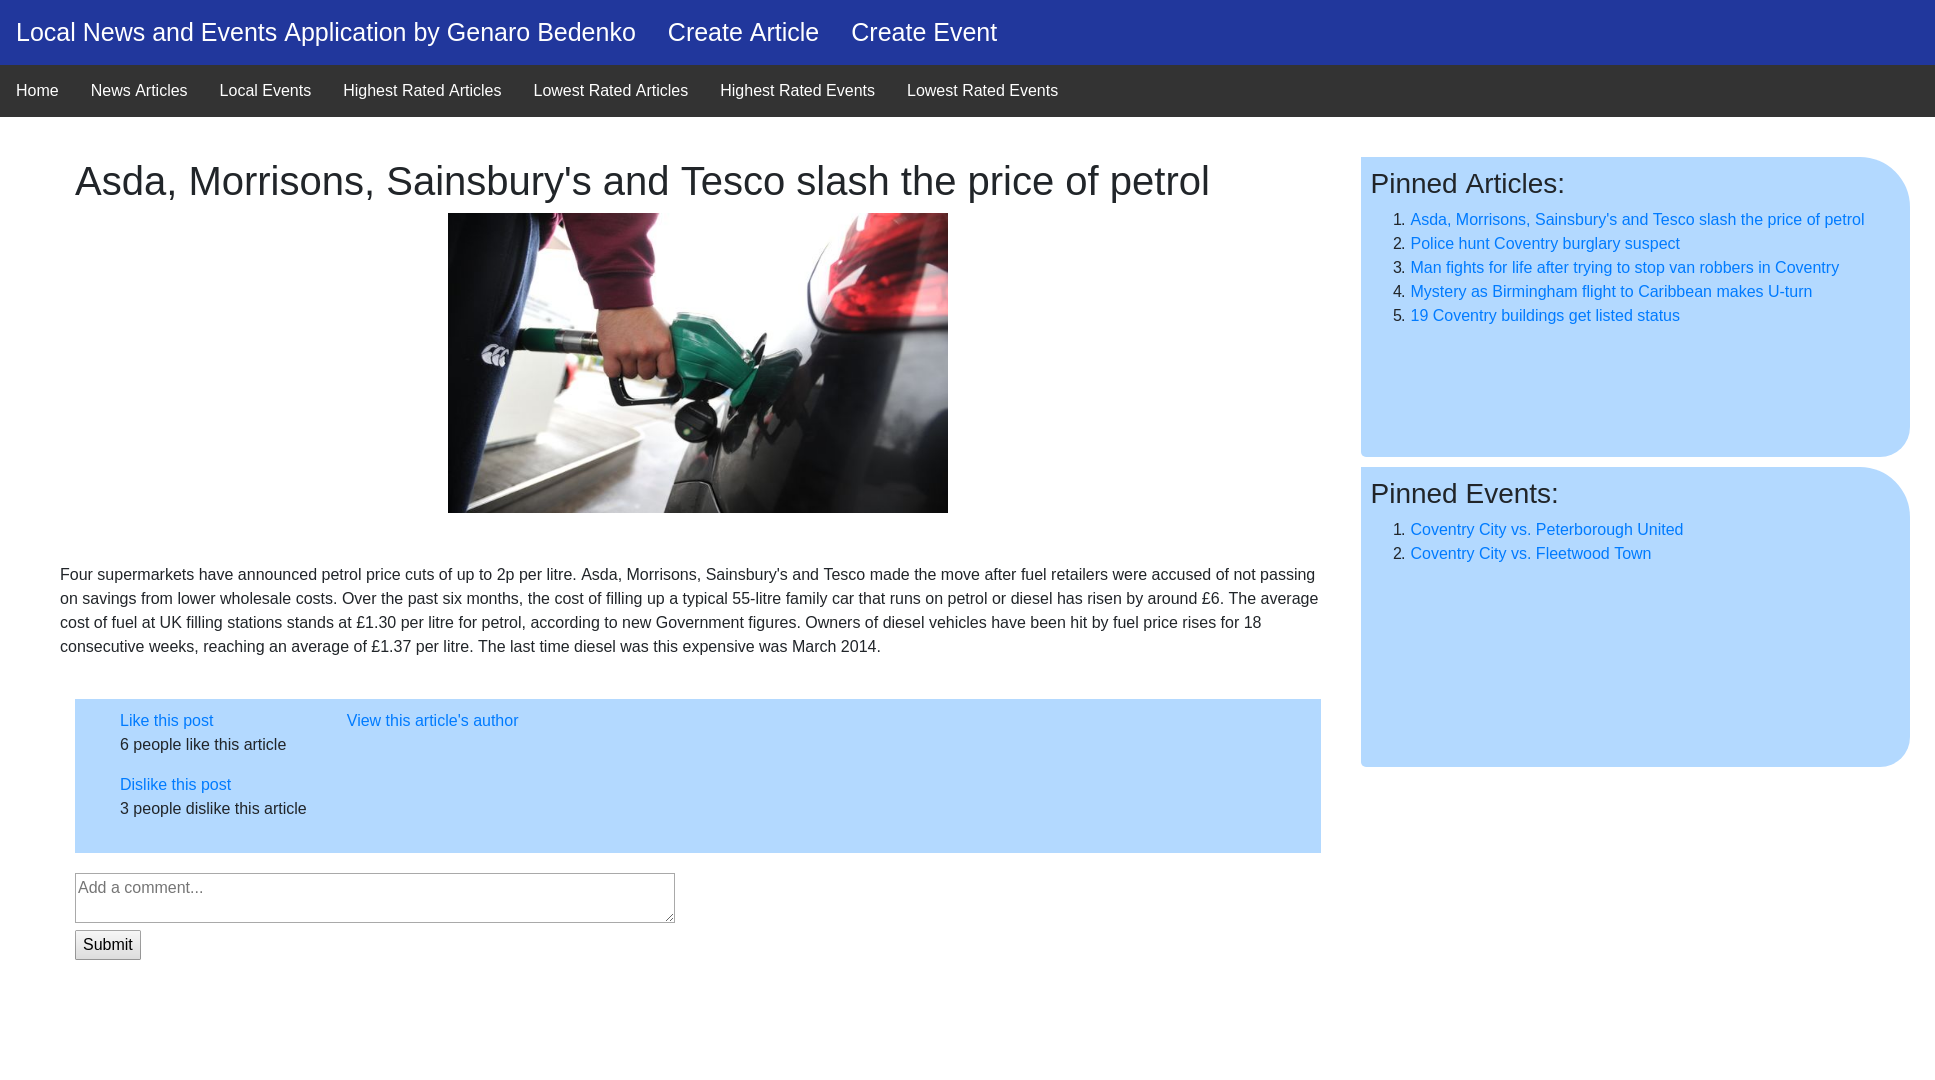 Local News and Events Application by Genaro Bedenko Create Article Create Event
Home News Articles Local Events Highest Rated Articles Lowest Rated Articles Highest Rated Events Lowest Rated Events
Asda, Morrisons, Sainsbury's and Tesco slash the price of petrol
Four supermarkets have announced petrol price cuts of up to 2p per litre. Asda, Morrisons, Sainsbury's and Tesco made the move after fuel retailers were accused of not passing
on savings from lower wholesale costs. Over the past six months, the cost of filling up a typical 55-litre family car that runs on petrol or diesel has risen by around £6. The average
cost of fuel at UK filling stations stands at £1.30 per litre for petrol, according to new Government figures. Owners of diesel vehicles have been hit by fuel price rises for 18
consecutive weeks, reaching an average of £1.37 per litre. The last time diesel was this expensive was March 2014.
Like this post
6 people like this article
Dislike this post
3 people dislike this article
View this article's author
Add a comment...
Submit
Pinned Articles:
1. Asda, Morrisons, Sainsbury's and Tesco slash the price of petrol
2. Police hunt Coventry burglary suspect
3. Man fights for life after trying to stop van robbers in Coventry
4. Mystery as Birmingham flight to Caribbean makes U-turn
5. 19 Coventry buildings get listed status
Pinned Events:
1. Coventry City vs. Peterborough United
2. Coventry City vs. Fleetwood Town